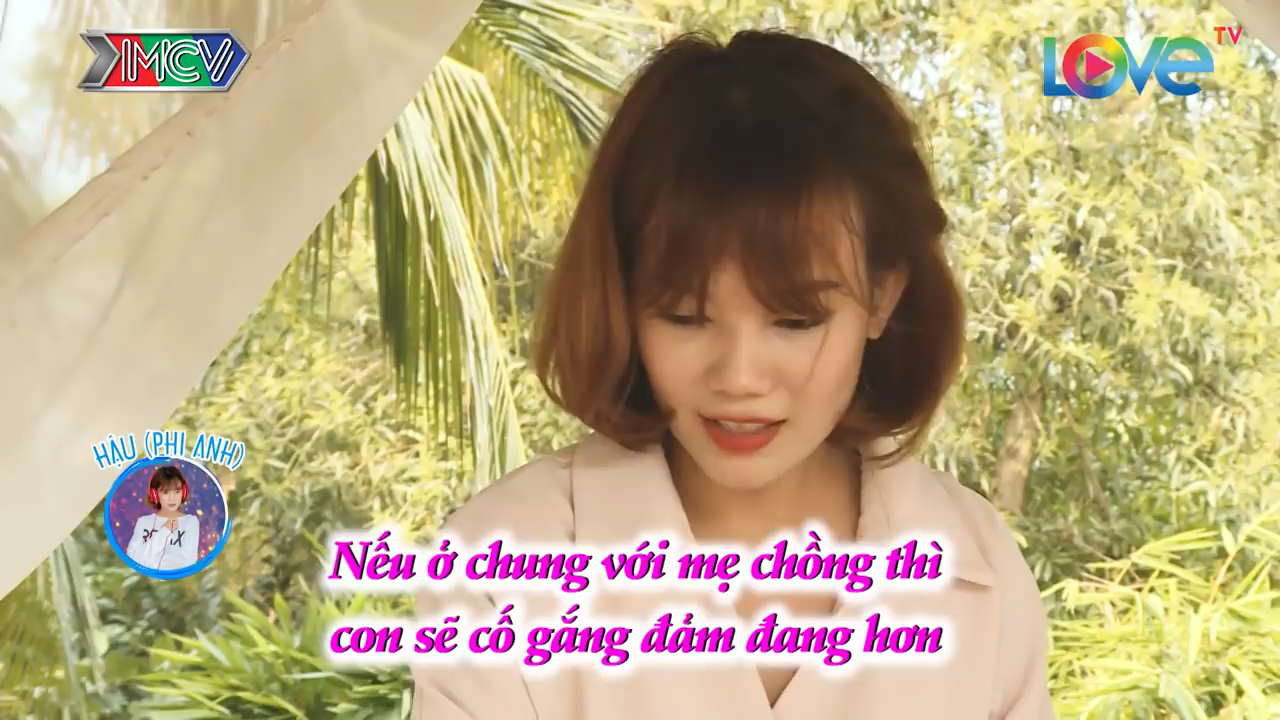 MCV
LOVE TV
HẬU (PHI ANH)
Nếu ở chung với mẹ chồng thì
con sẽ cố gắng đảm đang hơn